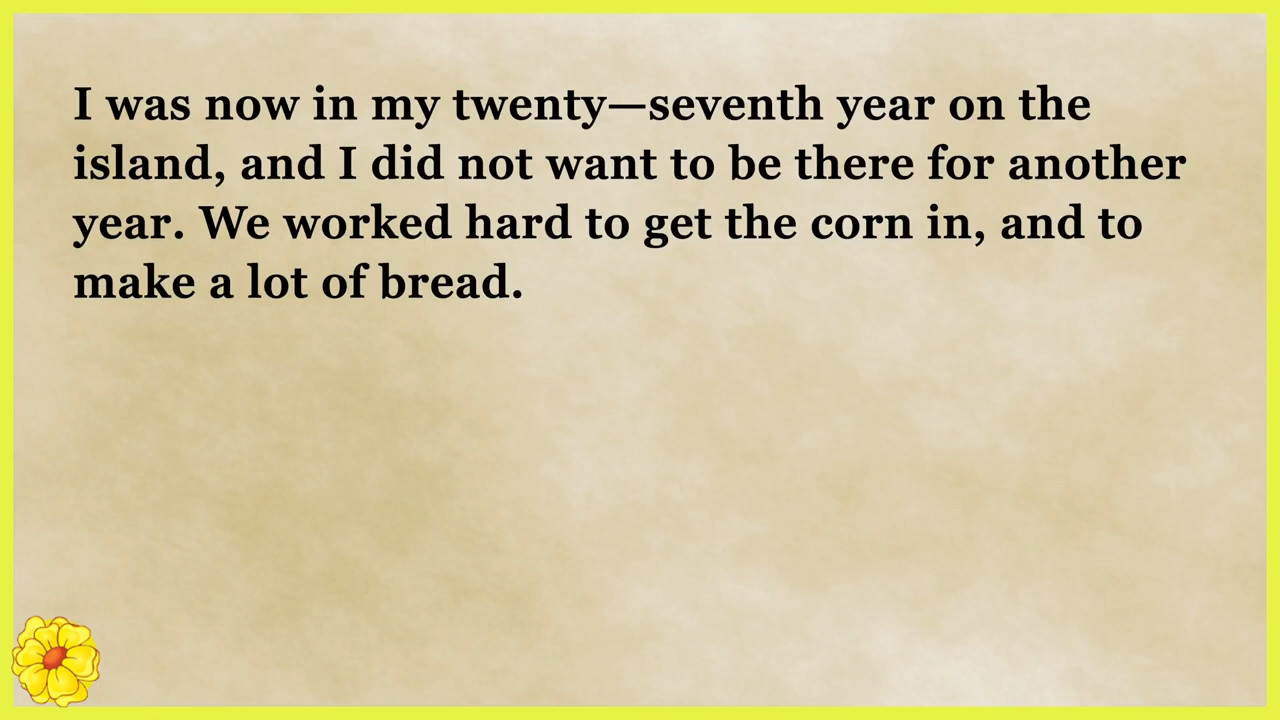 I was now in my twenty—seventh year on the
island, and I did not want to be there for another
year. We worked hard to get the corn in, and to
make a lot of bread.